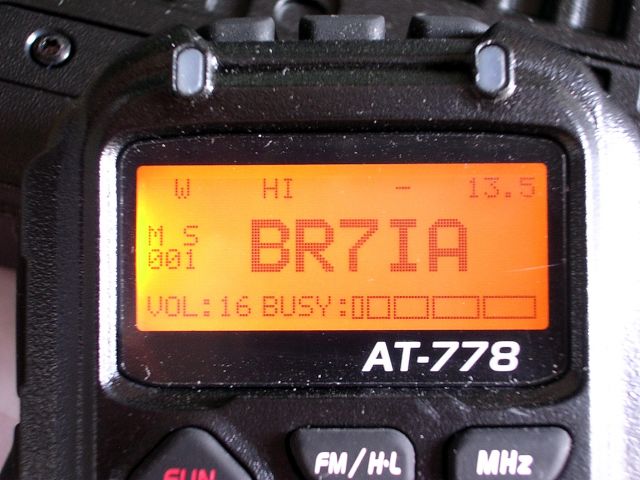 W HI - 13.5
M S
001
BR7IA
VOL:16 BUSY:
AT-778
FUN FM/H·L MHz